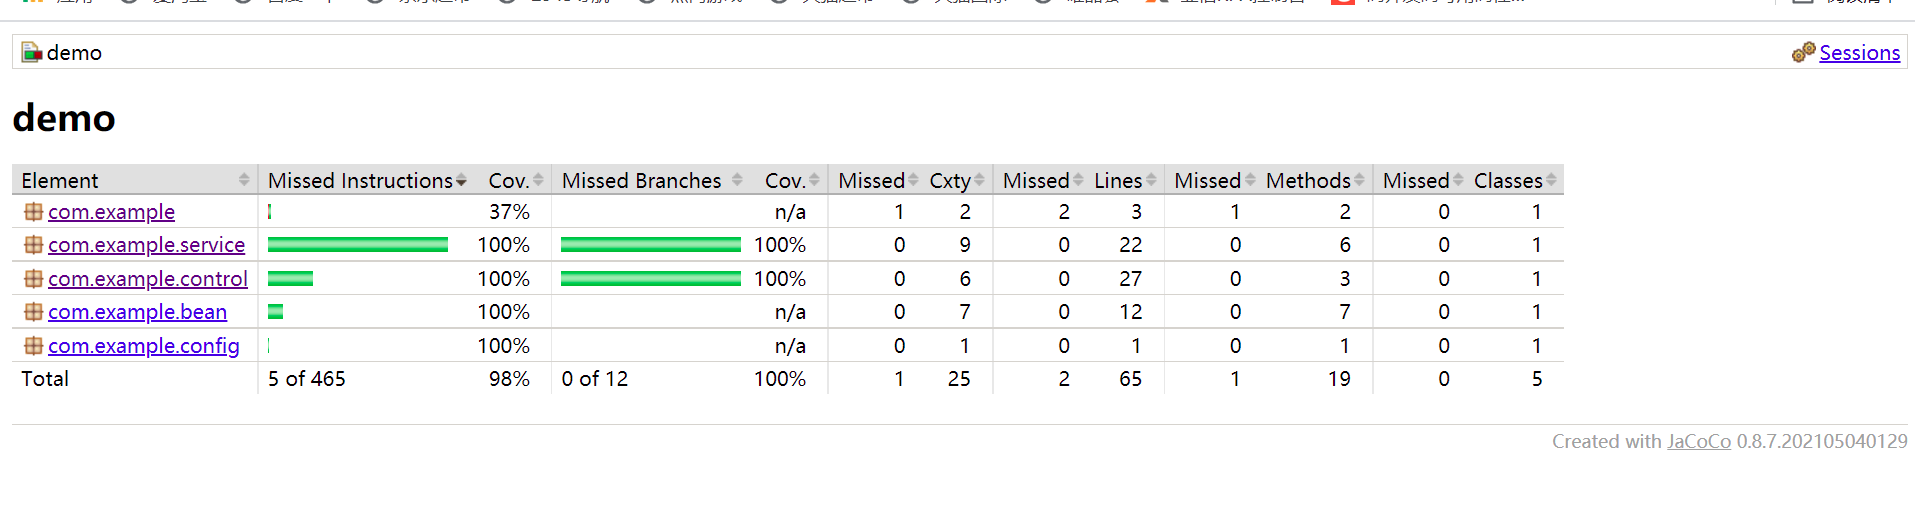 demo
Sessions
demo
Element Missed Instructions Cov. Missed Branches Cov. Missed Cxty Missed Lines Missed Methods Missed Classes
com.example 37% n/a 1 2 2 3 1 2 0 1
com.example.service 100% 100% 0 9 0 22 0 6 0 1
com.example.control 100% 100% 0 6 0 27 0 3 0 1
com.example.bean 100% n/a 0 7 0 12 0 7 0 1
com.example.config 100% n/a 0 1 0 1 0 1 0 1
Total 5 of 465 98% 0 of 12 100% 1 25 2 65 1 19 0 5
Created with JaCoCo 0.8.7.202105040129